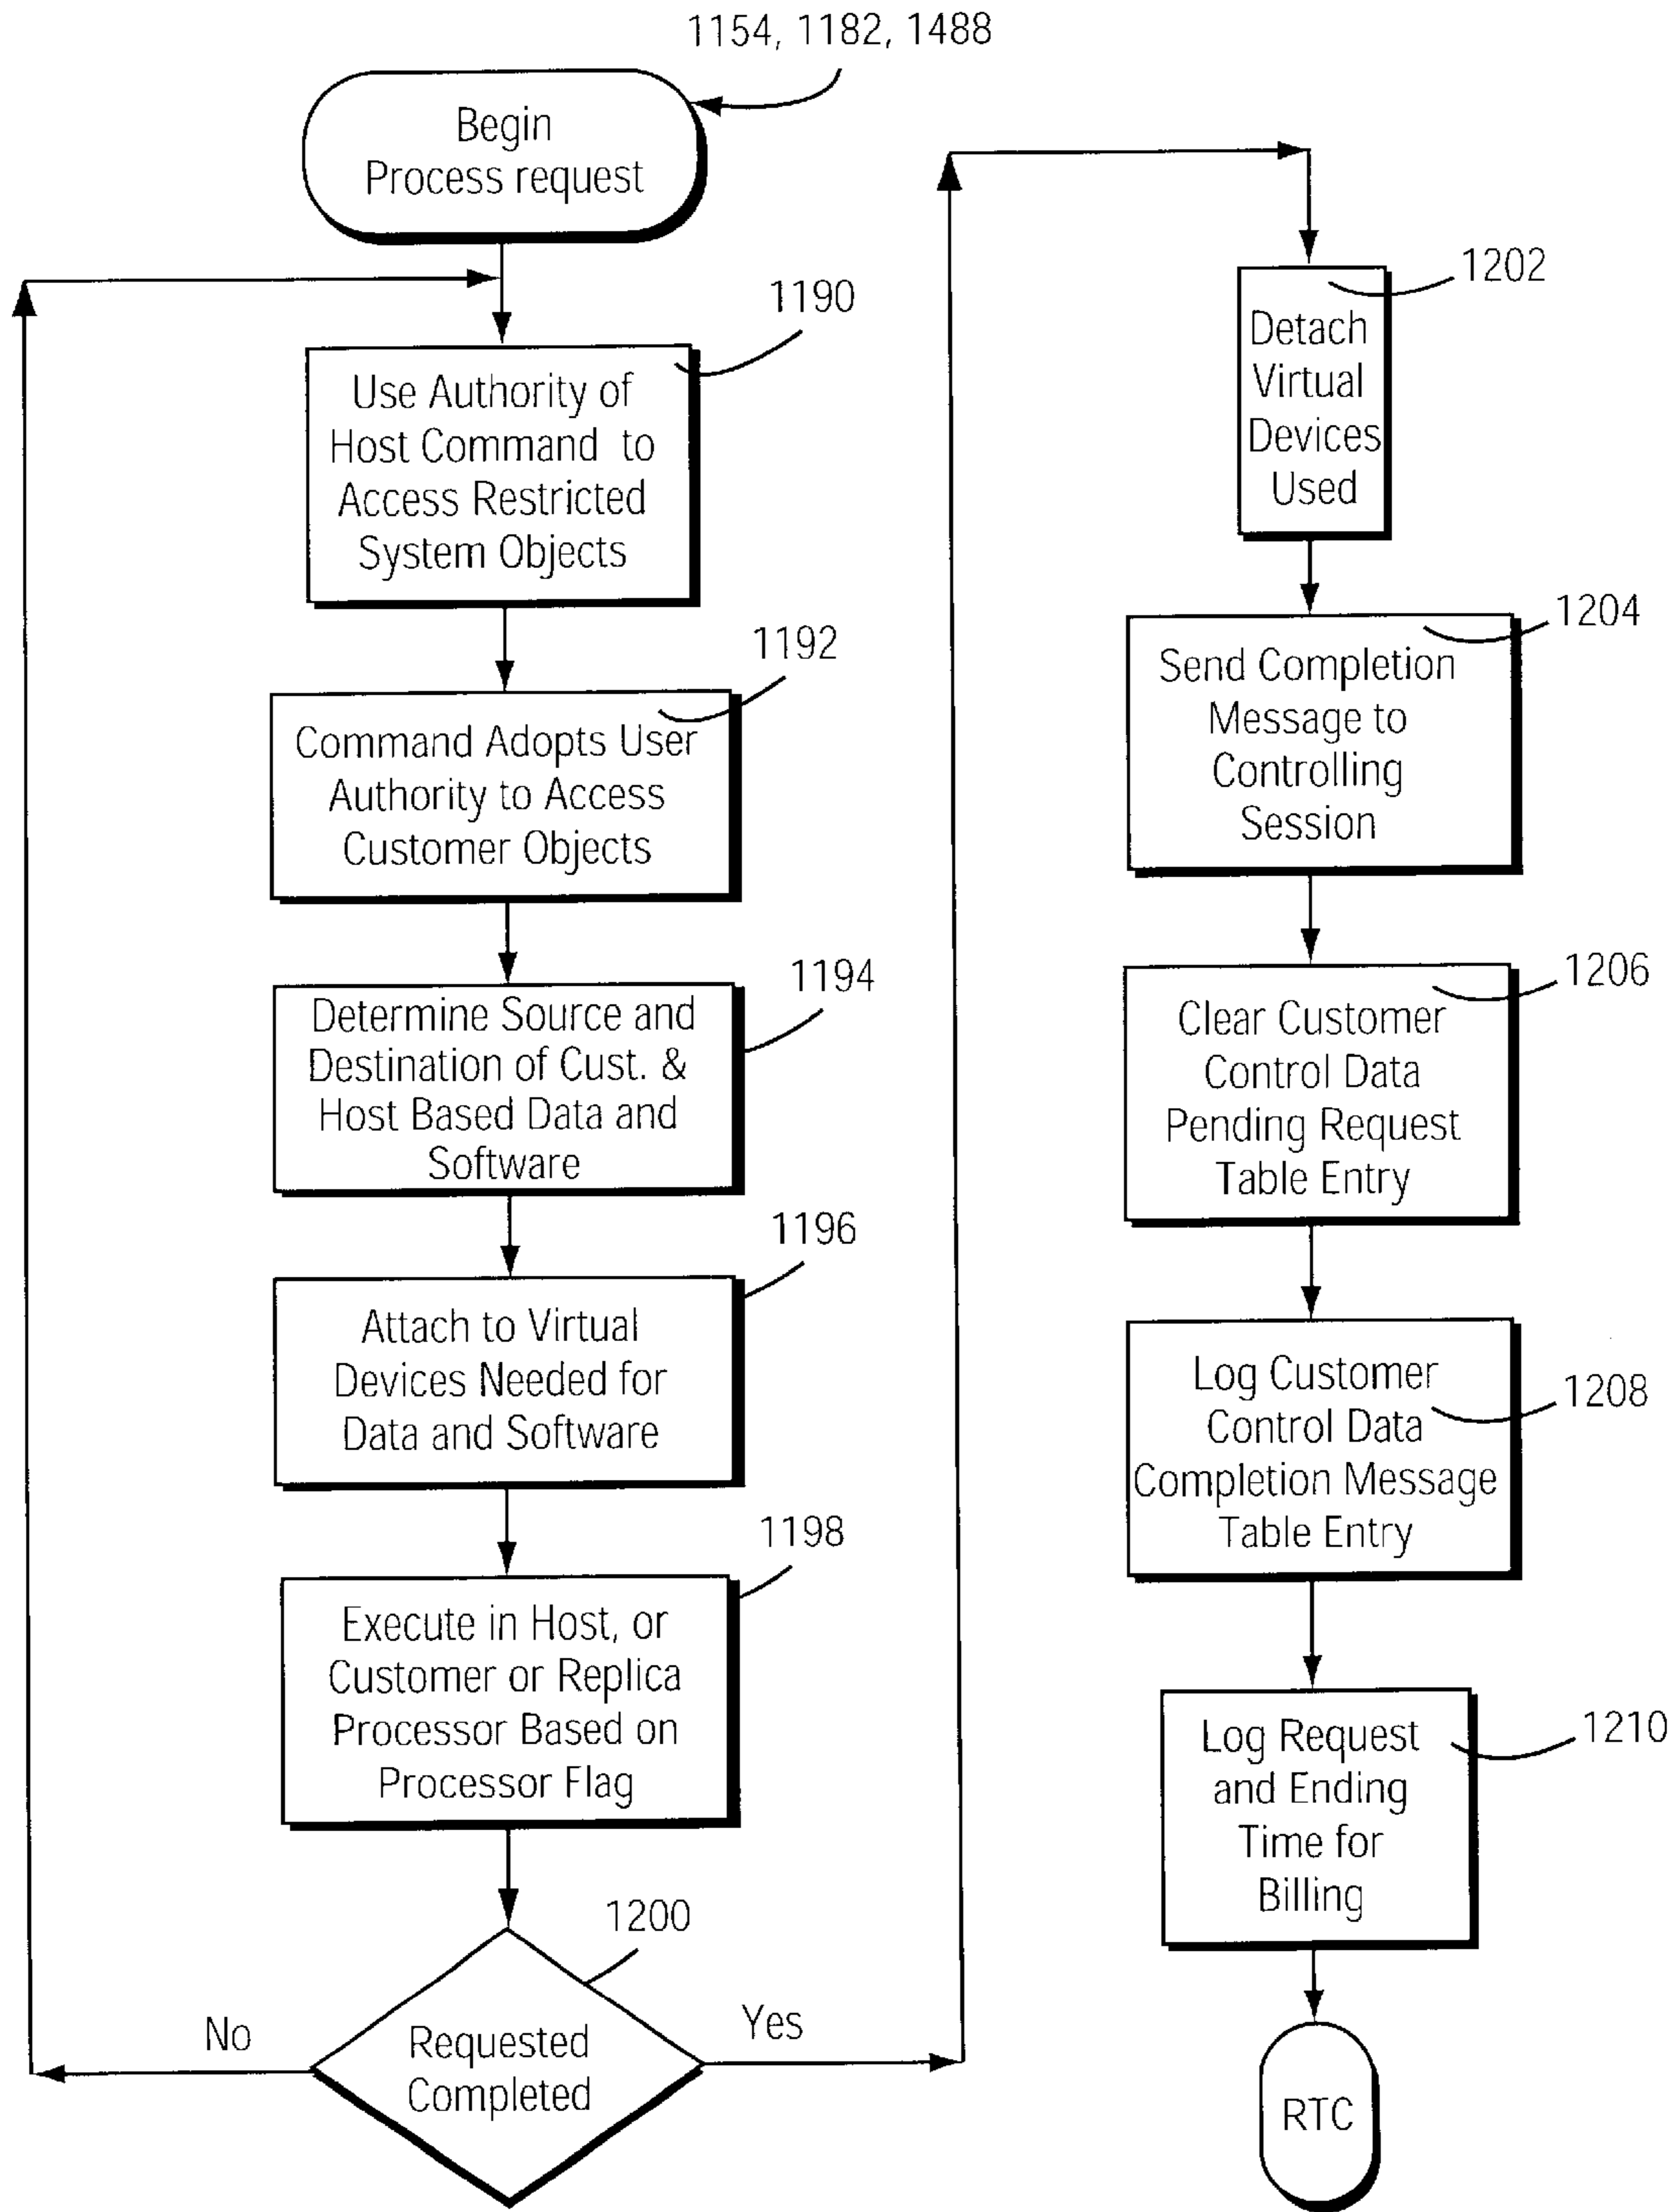 1154, 1182, 1488
Begin
Process request
1190
Use Authority of
Host Command to
Access Restricted
System Objects
1192
Command Adopts User
Authority to Access
Customer Objects
1194
Determine Source and
Destination of Cust. &
Host Based Data and
Software
1196
Attach to Virtual
Devices Needed for
Data and Software
1198
Execute in Host, or
Customer or Replica
Processor Based on
Processor Flag
1200
Requested
Completed
No
Yes
1202
Detach
Virtual
Devices
Used
1204
Send Completion
Message to
Controlling
Session
1206
Clear Customer
Control Data
Pending Request
Table Entry
1208
Log Customer
Control Data
Completion Message
Table Entry
1210
Log Request
and Ending
Time for
Billing
RTC